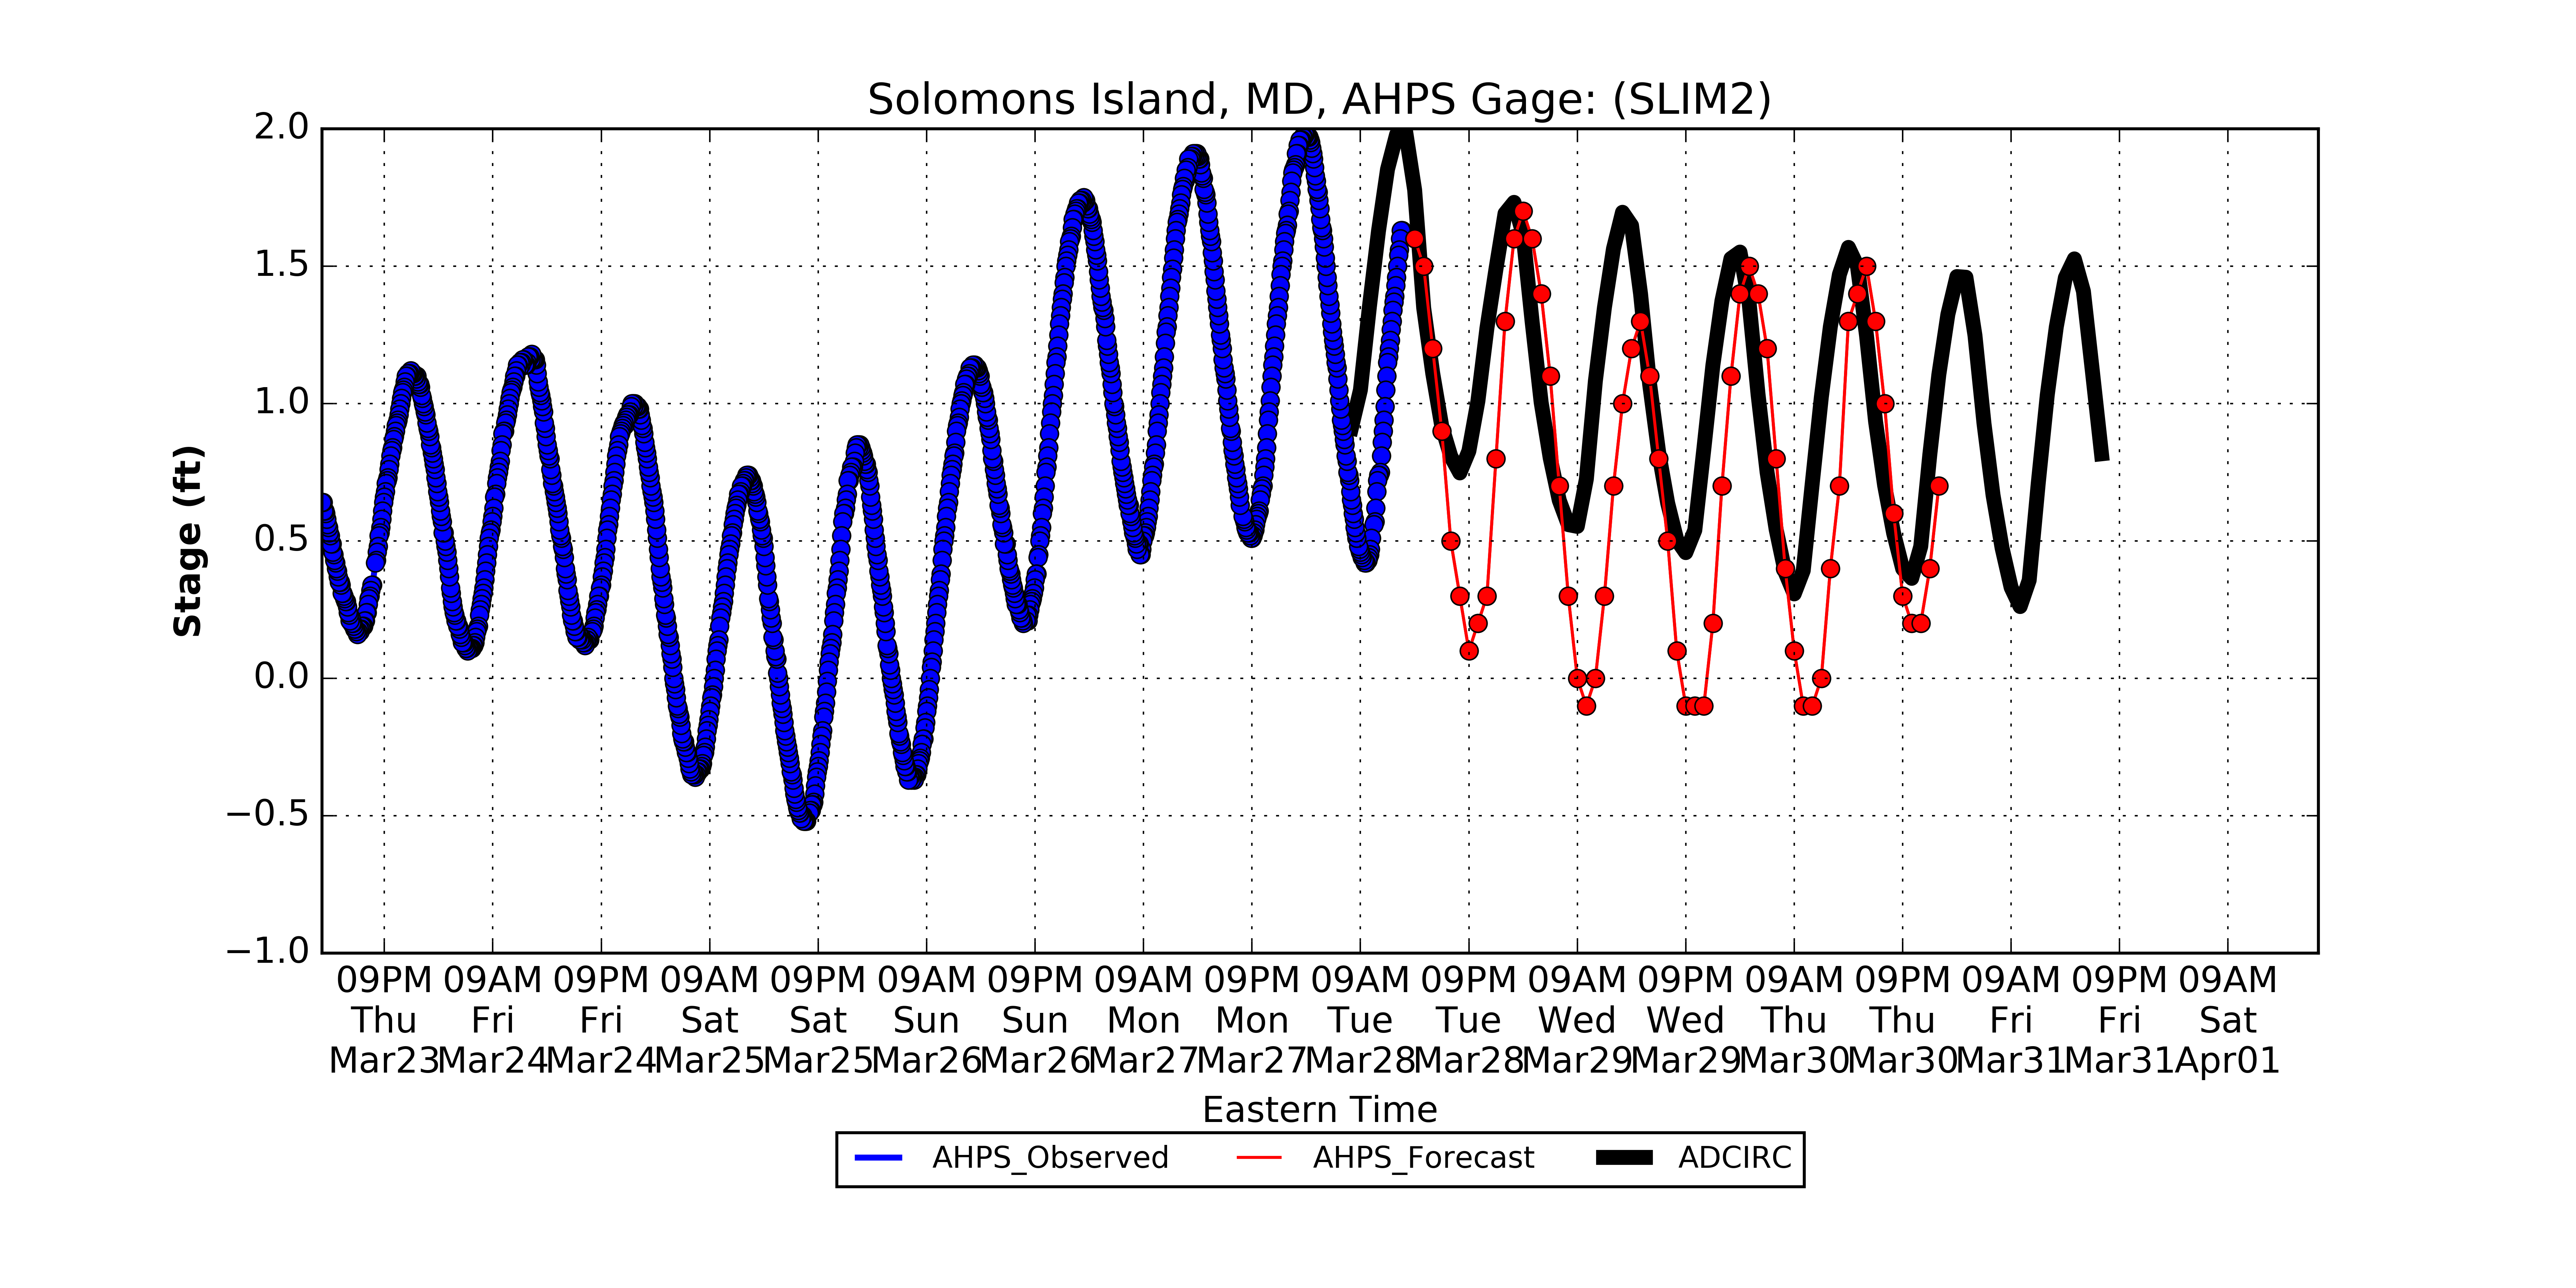 Solomons Island, MD, AHPS Gage: (SLIM2)
2.0
1.5
1.0
0.5
0.0
−0.5
−1.0
Stage (ft)
09PM 09AM 09PM 09AM 09PM 09AM 09PM 09AM 09PM 09AM 09PM 09AM 09PM 09AM 09PM 09AM 09PM 09AM
Thu Fri Fri Sat Sat Sun Sun Mon Mon Tue Tue Wed Wed Thu Thu Fri Fri Sat
Mar23 Mar24 Mar24 Mar25 Mar25 Mar26 Mar26 Mar27 Mar27 Mar28 Mar28 Mar29 Mar29 Mar30 Mar30 Mar31 Mar31 Apr01
Eastern Time
AHPS_Observed AHPS_Forecast ADCIRC